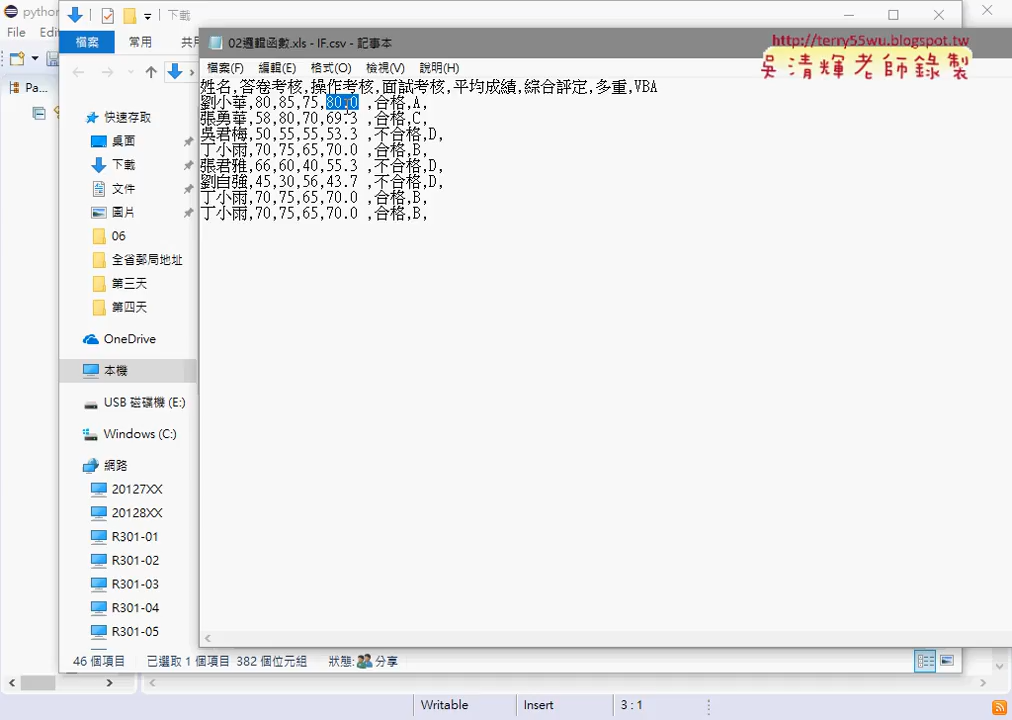 python
下載
File Edi
檔案 常用 共
http://terry55wu.blogspot.tw
吳清輝老師錄製
02邏輯函數.xls - IF.csv - 記事本
檔案(F) 編輯(E) 格式(O) 檢視(V) 說明(H)
Pa...
姓名,答卷考核,操作考核,面試考核,平均成績,綜合評定,多重,VBA
劉小華,80,85,75,80.0 ,合格,A,
張勇華,58,80,70,69.3 ,合格,C,
吳君梅,50,55,55,53.3 ,不合格,D,
丁小雨,70,75,65,70.0 ,合格,B,
張君雅,66,60,40,55.3 ,不合格,D,
劉自強,45,30,56,43.7 ,不合格,D,
丁小雨,70,75,65,70.0 ,合格,B,
丁小雨,70,75,65,70.0 ,合格,B,
快速存取
桌面
下載
文件
圖片
06
全省郵局地址
第三天
第四天
OneDrive
本機
USB 磁碟機 (E:)
Windows (C:)
網路
20127XX
20128XX
R301-01
R301-02
R301-03
R301-04
R301-05
46 個項目 已選取 1 個項目 382 個位元組 狀態: 分享
Writable Insert 3 : 1